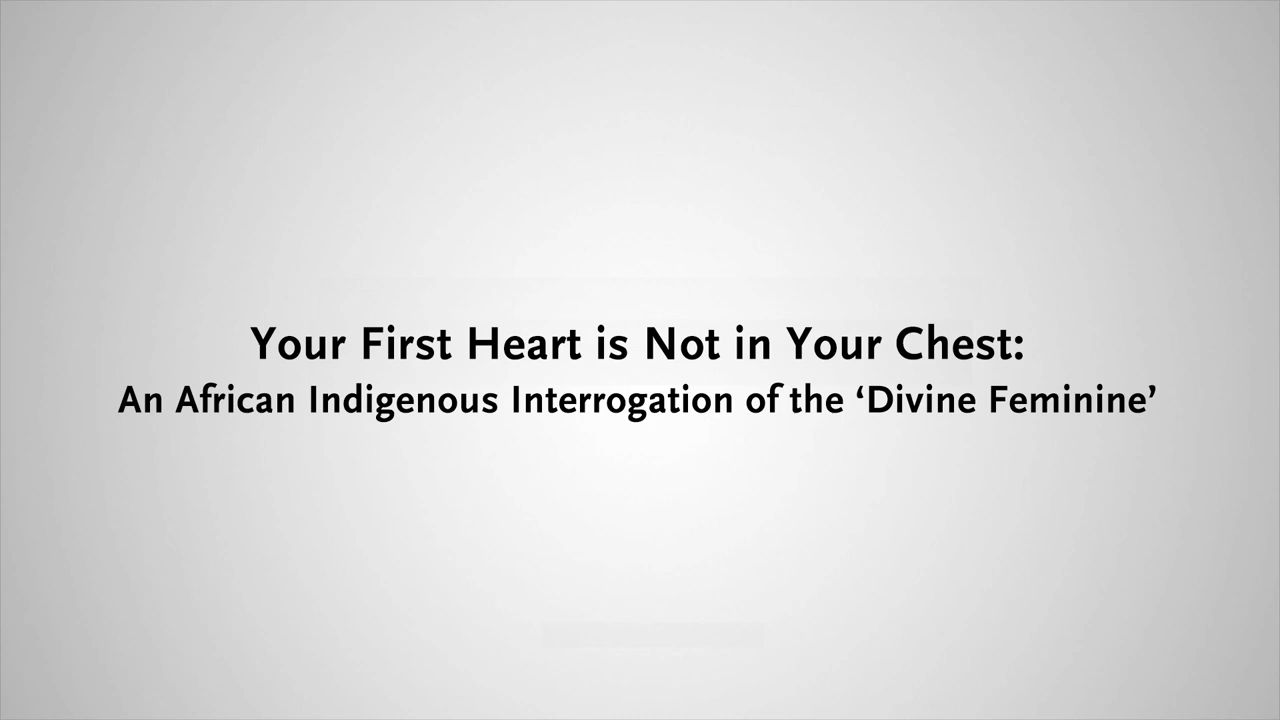 Your First Heart is Not in Your Chest:
An African Indigenous Interrogation of the ‘Divine Feminine’